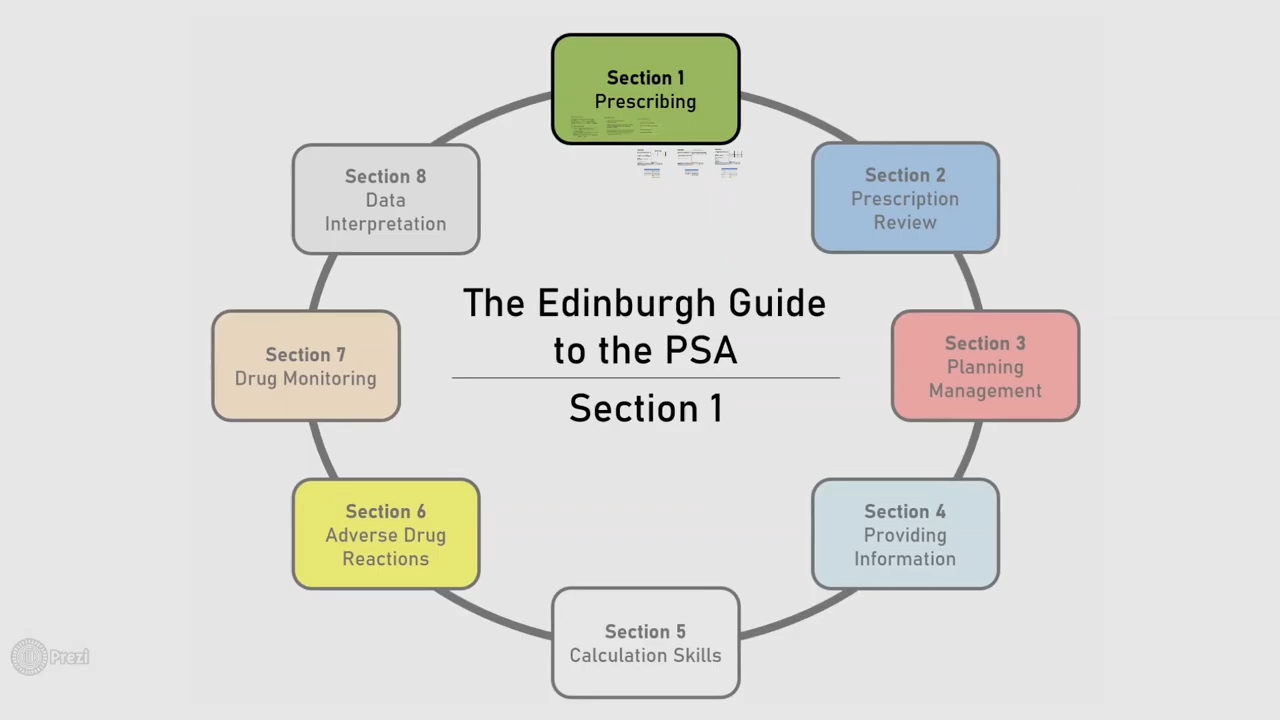 Section 1
Prescribing
Section 2
Prescription
Review
Section 3
Planning
Management
Section 4
Providing
Information
Section 5
Calculation Skills
Section 6
Adverse Drug
Reactions
Section 7
Drug Monitoring
Section 8
Data
Interpretation
The Edinburgh Guide
to the PSA
Section 1
Prezi